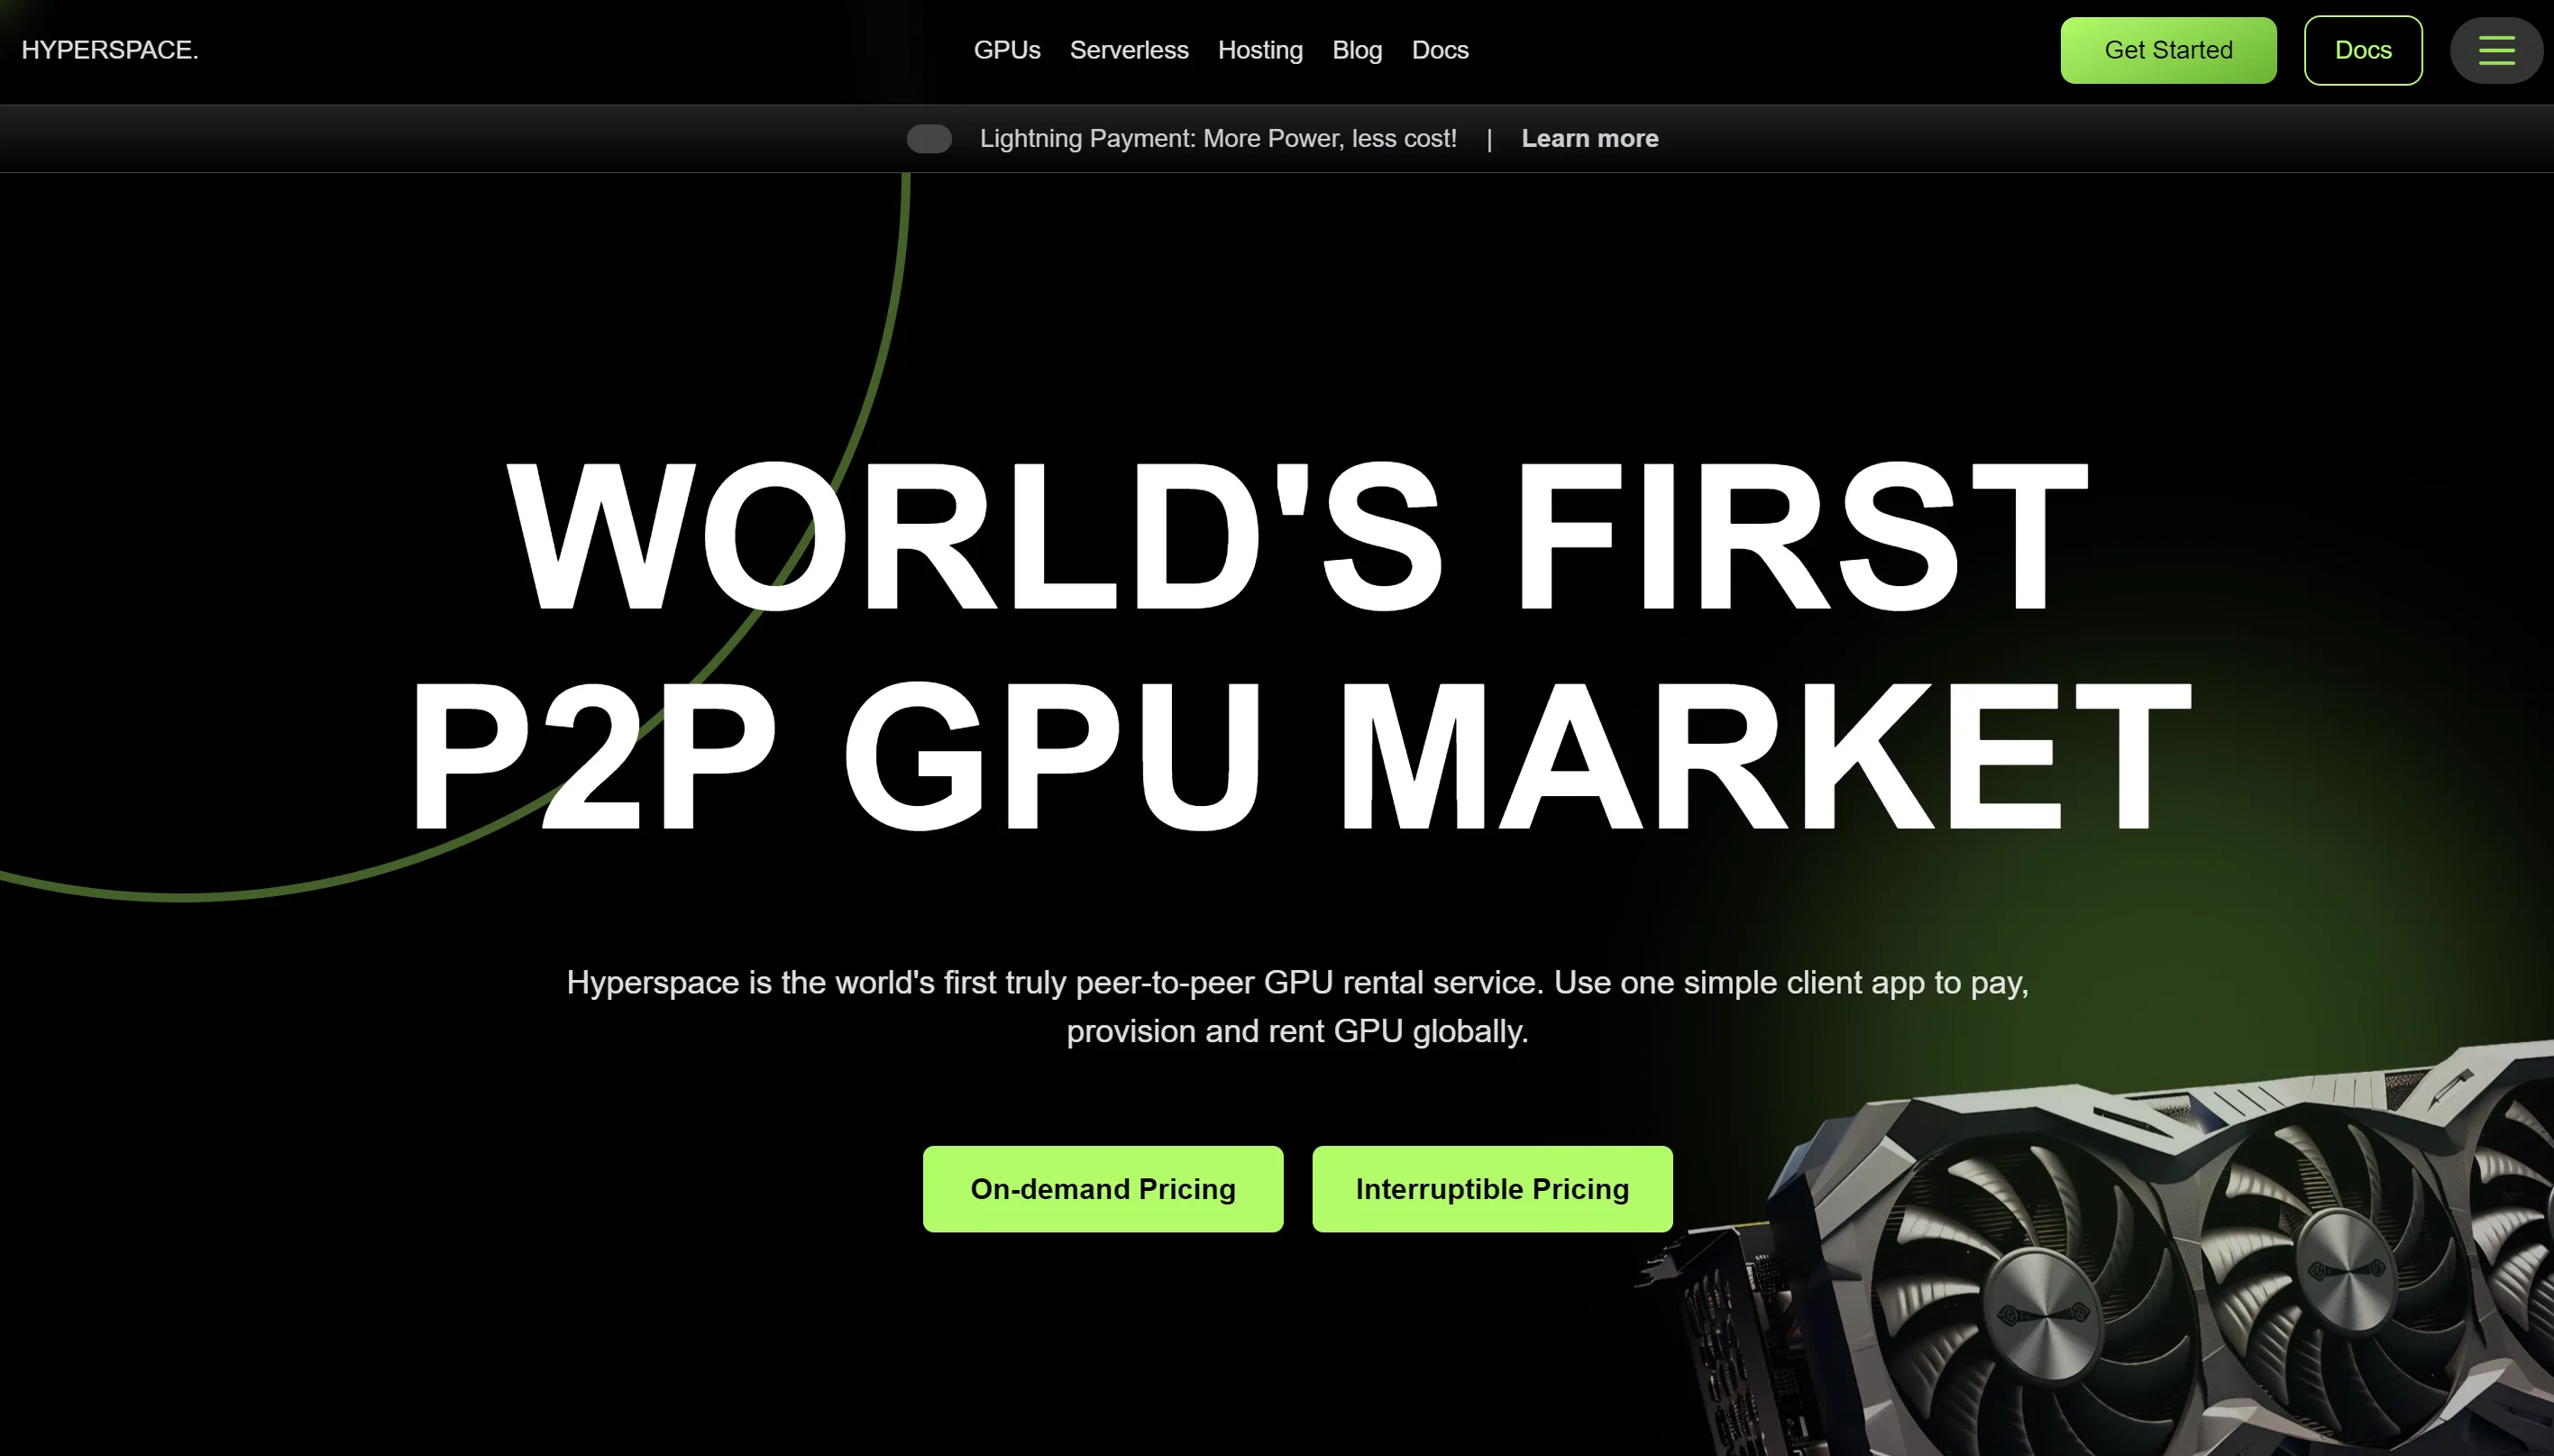 HYPERSPACE.
GPUs Serverless Hosting Blog Docs
Get Started
Docs
Lightning Payment: More Power, less cost! | Learn more
WORLD'S FIRST
P2P GPU MARKET
Hyperspace is the world's first truly peer-to-peer GPU rental service. Use one simple client app to pay,
provision and rent GPU globally.
On-demand Pricing
Interruptible Pricing